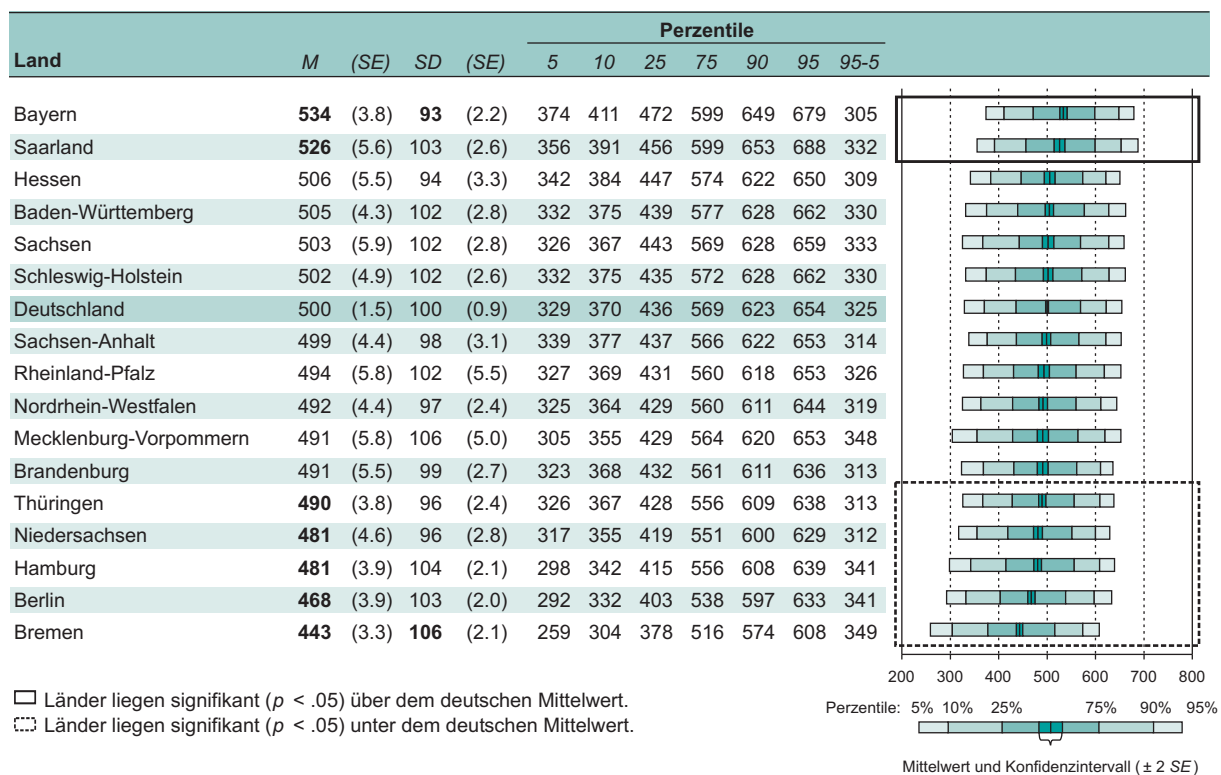 Perzentile
Land M (SE) SD (SE) 5 10 25 75 90 95 95-5
Bayern 534 (3.8) 93 (2.2) 374 411 472 599 649 679 305
Saarland 526 (5.6) 103 (2.6) 356 391 456 599 653 688 332
Hessen 506 (5.5) 94 (3.3) 342 384 447 574 622 650 309
Baden-Württemberg 505 (4.3) 102 (2.8) 332 375 439 577 628 662 330
Sachsen 503 (5.9) 102 (2.8) 326 367 443 569 628 659 333
Schleswig-Holstein 502 (4.9) 102 (2.6) 332 375 435 572 628 662 330
Deutschland 500 (1.5) 100 (0.9) 329 370 436 569 623 654 325
Sachsen-Anhalt 499 (4.4) 98 (3.1) 339 377 437 566 622 653 314
Rheinland-Pfalz 494 (5.8) 102 (5.5) 327 369 431 560 618 653 326
Nordrhein-Westfalen 492 (4.4) 97 (2.4) 325 364 429 560 611 644 319
Mecklenburg-Vorpommern 491 (5.8) 106 (5.0) 305 355 429 564 620 653 348
Brandenburg 491 (5.5) 99 (2.7) 323 368 432 561 611 636 313
Thüringen 490 (3.8) 96 (2.4) 326 367 428 556 609 638 313
Niedersachsen 481 (4.6) 96 (2.8) 317 355 419 551 600 629 312
Hamburg 481 (3.9) 104 (2.1) 298 342 415 556 608 639 341
Berlin 468 (3.9) 103 (2.0) 292 332 403 538 597 633 341
Bremen 443 (3.3) 106 (2.1) 259 304 378 516 574 608 349
200 300 400 500 600 700 800
Länder liegen signifikant (p < .05) über dem deutschen Mittelwert.
Länder liegen signifikant (p < .05) unter dem deutschen Mittelwert.
Perzentile: 5% 10% 25% 75% 90% 95%
Mittelwert und Konfidenzintervall (± 2 SE)